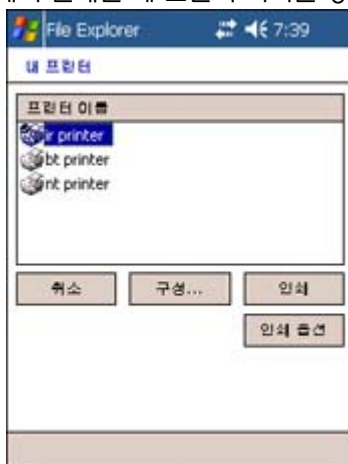 File Explorer 7:39
내 프린터
프린터 이름
ir printer
bt printer
nt printer
취소 구성... 인쇄
인쇄 옵션